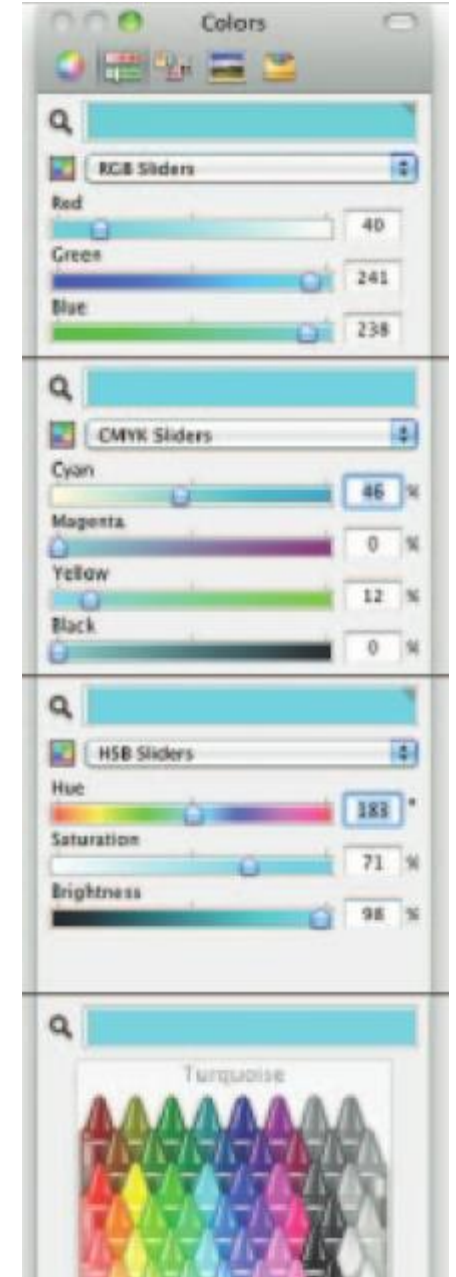 Colors
RGB Sliders
Red
40
Green
241
Blue
238
CMYK Sliders
Cyan
46 %
Magenta
0 %
Yellow
12 %
Black
0 %
HSB Sliders
Hue
183 °
Saturation
71 %
Brightness
98 %
Turquoise